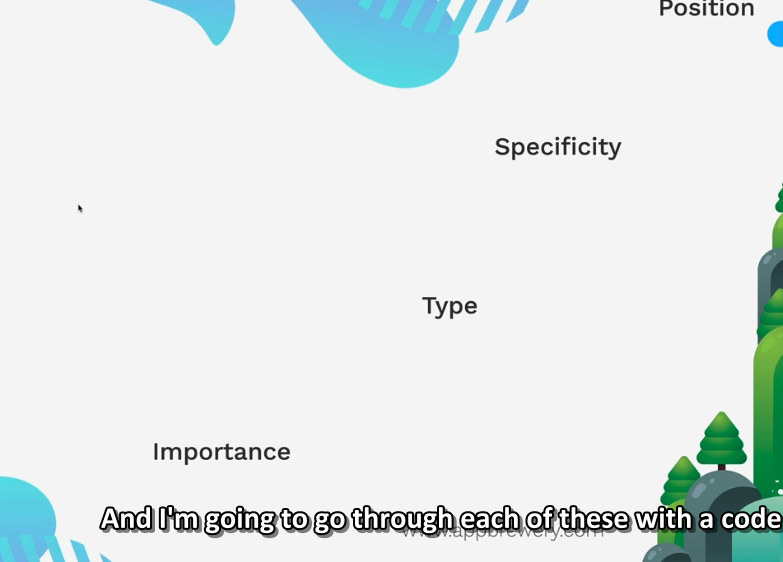 Position
Specificity
Type
Importance
And I'm going to go through each of these with a code
www.appbrewery.com